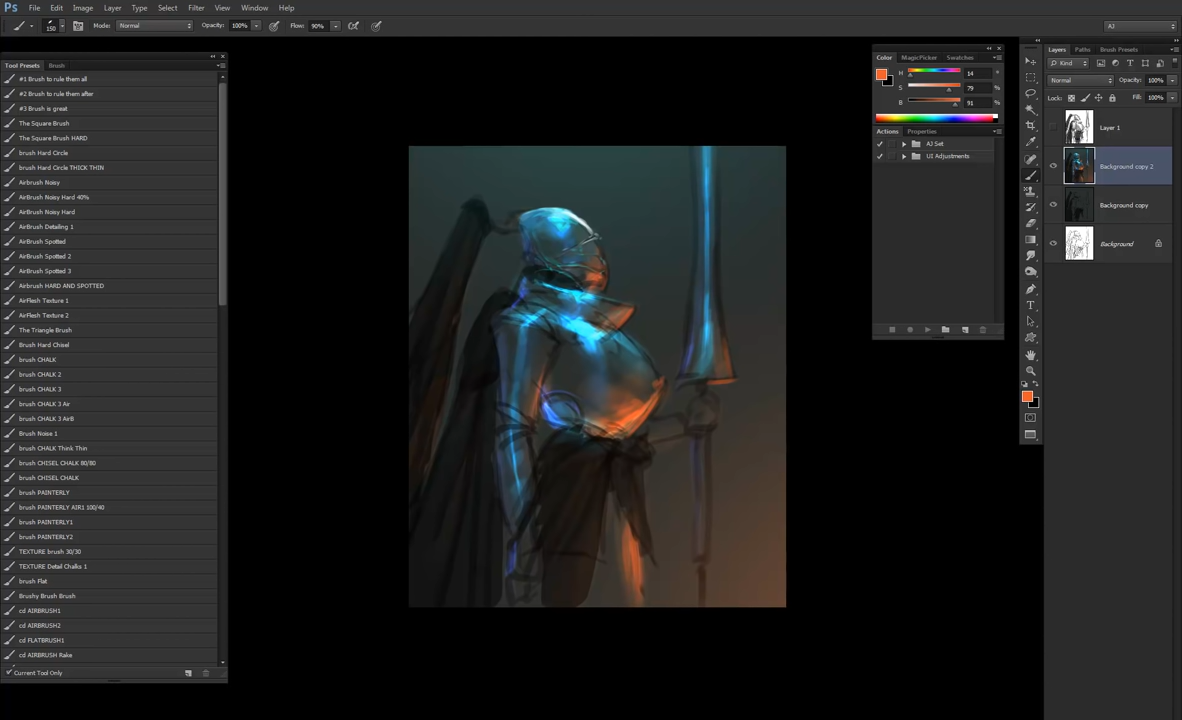 Ps File Edit Image Layer Type Select Filter View Window Help
150 Mode: Normal Opacity: 100% Flow: 90% AJ
Tool Presets Brush
#1 Brush to rule them all
#2 Brush to rule them after
#3 Brush is great
The Square Brush
The Square Brush HARD
brush Hard Circle
brush Hard Circle THICK THIN
AirBrush Noisy
AirBrush Noisy Hard 40%
AirBrush Noisy Hard
AirBrush Detailing 1
AirBrush Spotted
AirBrush Spotted 2
AirBrush Spotted 3
Airbrush HARD AND SPOTTED
AirFlesh Texture 1
AirFlesh Texture 2
The Triangle Brush
Brush Hard Chisel
brush CHALK
brush CHALK 2
brush CHALK 3
brush CHALK 3 Air
brush CHALK 3 AirB
Brush Noise 1
brush CHALK Think Thin
brush CHISEL CHALK 80/80
brush CHISEL CHALK
brush PAINTERLY
brush PAINTERLY AIR1 100/40
brush PAINTERLY1
brush PAINTERLY2
TEXTURE brush 30/30
TEXTURE Detail Chalks 1
brush Flat
Brushy Brush Brush
cd AIRBRUSH1
cd AIRBRUSH2
cd FLATBRUSH1
cd AIRBRUSH Rake
Current Tool Only
Color MagicPicker Swatches
H 14 °
S 79 %
B 91 %
Actions Properties
AJ Set
UI Adjustments
Layers Paths Brush Presets
Kind
Normal Opacity: 100%
Lock: Fill: 100%
Layer 1
Background copy 2
Background copy
Background